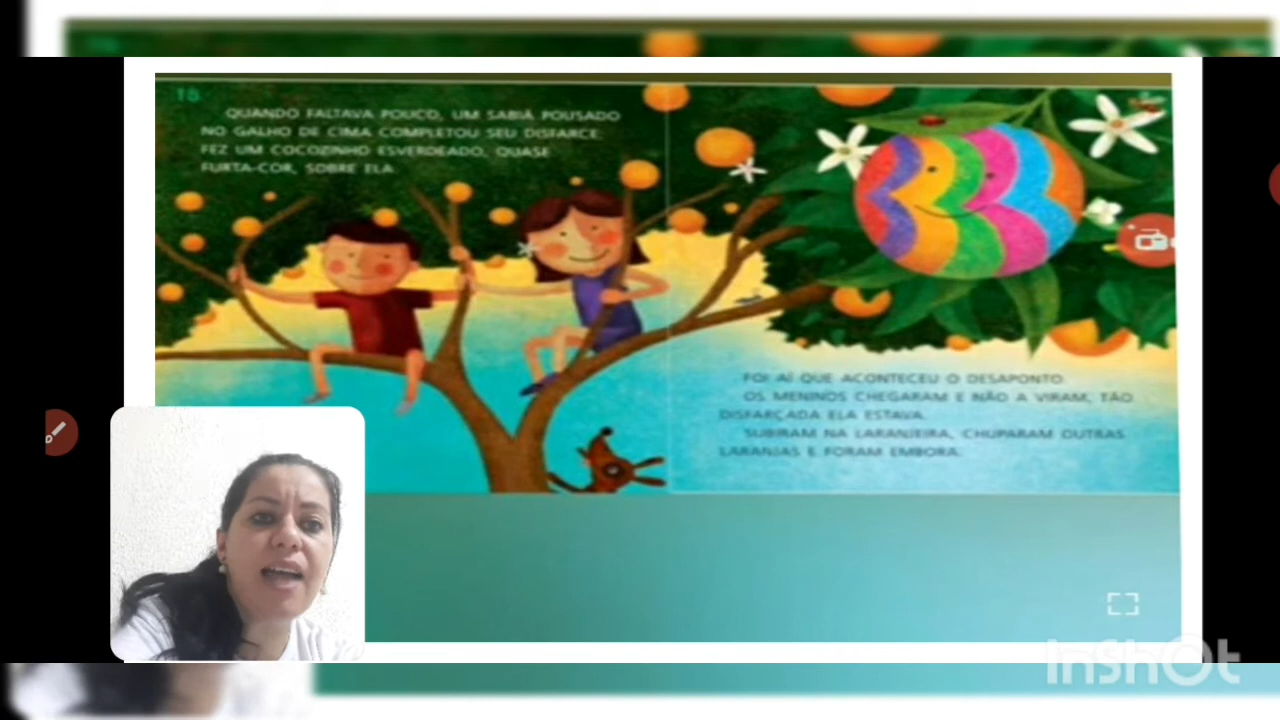 18
QUANDO FALTAVA POUCO, UM SABIÁ POUSADO
NO GALHO DE CIMA COMPLETOU SEU DISFARCE:
FEZ UM COCOZINHO ESVERDEADO, QUASE
FURTA-COR, SOBRE ELA.
FOI AÍ QUE ACONTECEU O DESAPONTO.
OS MENINOS CHEGARAM E NÃO A VIRAM, TÃO
DISFARÇADA ELA ESTAVA.
SUBIRAM NA LARANJEIRA, CHUPARAM OUTRAS
LARANJAS E FORAM EMBORA.
InShOt